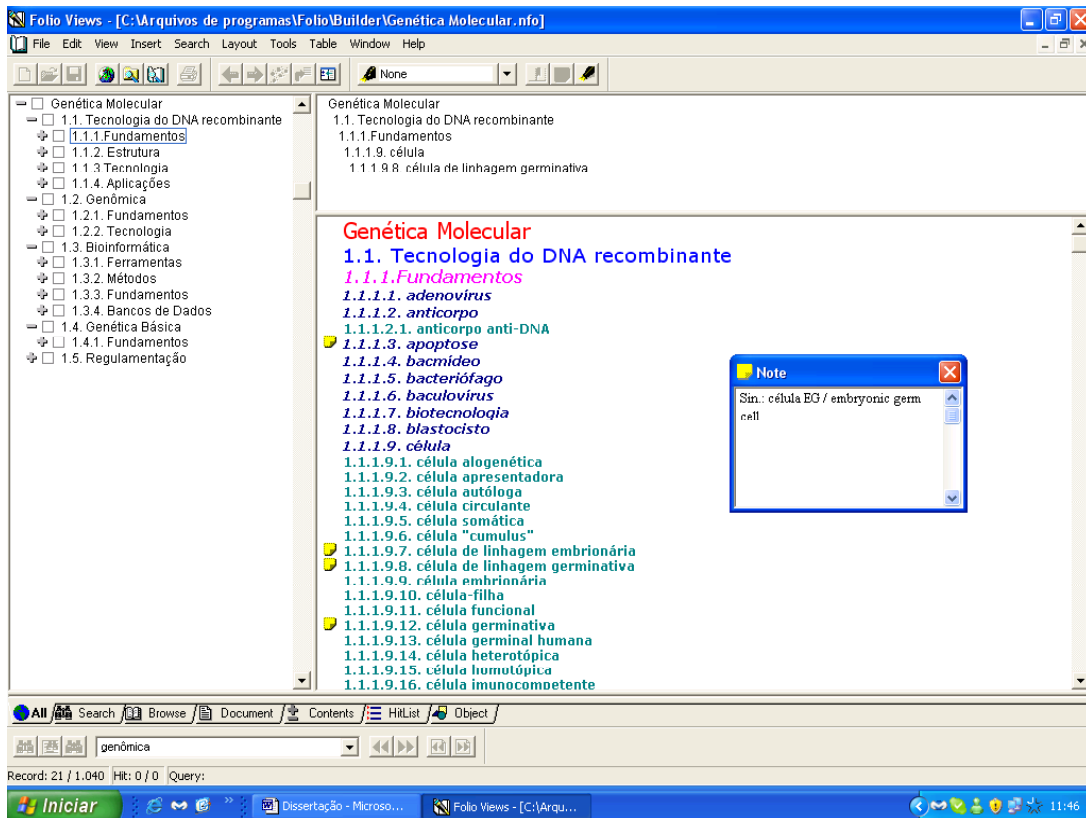 Folio Views - [C:\Arquivos de programas\Folio\Builder\Genética Molecular.nfo]
File Edit View Insert Search Layout Tools Table Window Help
None
Genética Molecular
1.1. Tecnologia do DNA recombinante
1.1.1.Fundamentos
1.1.2. Estrutura
1.1.3 Tecnologia
1.1.4. Aplicações
1.2. Genômica
1.2.1. Fundamentos
1.2.2. Tecnologia
1.3. Bioinformática
1.3.1. Ferramentas
1.3.2. Métodos
1.3.3. Fundamentos
1.3.4. Bancos de Dados
1.4. Genética Básica
1.4.1. Fundamentos
1.5. Regulamentação
Genética Molecular
1.1. Tecnologia do DNA recombinante
1.1.1.Fundamentos
1.1.1.9. célula
1.1.1.9.8. célula de linhagem germinativa
Genética Molecular
1.1. Tecnologia do DNA recombinante
1.1.1.Fundamentos
1.1.1.1. adenovírus
1.1.1.2. anticorpo
1.1.1.2.1. anticorpo anti-DNA
1.1.1.3. apoptose
1.1.1.4. bacmídeo
1.1.1.5. bacteriófago
1.1.1.6. baculovírus
1.1.1.7. biotecnologia
1.1.1.8. blastocisto
1.1.1.9. célula
1.1.1.9.1. célula alogenética
1.1.1.9.2. célula apresentadora
1.1.1.9.3. célula autóloga
1.1.1.9.4. célula circulante
1.1.1.9.5. célula somática
1.1.1.9.6. célula "cumulus"
1.1.1.9.7. célula de linhagem embrionária
1.1.1.9.8. célula de linhagem germinativa
1.1.1.9.9. célula embrionária
1.1.1.9.10. célula-filha
1.1.1.9.11. célula funcional
1.1.1.9.12. célula germinativa
1.1.1.9.13. célula germinal humana
1.1.1.9.14. célula heterotópica
1.1.1.9.15. célula homotópica
1.1.1.9.16. célula imunocompetente
Note
Sin.: célula EG / embryonic germ
cell
All Search Browse Document Contents HitList Object
genômica
Record: 21 / 1.040 Hit: 0 / 0 Query:
Iniciar Dissertação - Microso... Folio Views - [C:\Arqu... 11:46